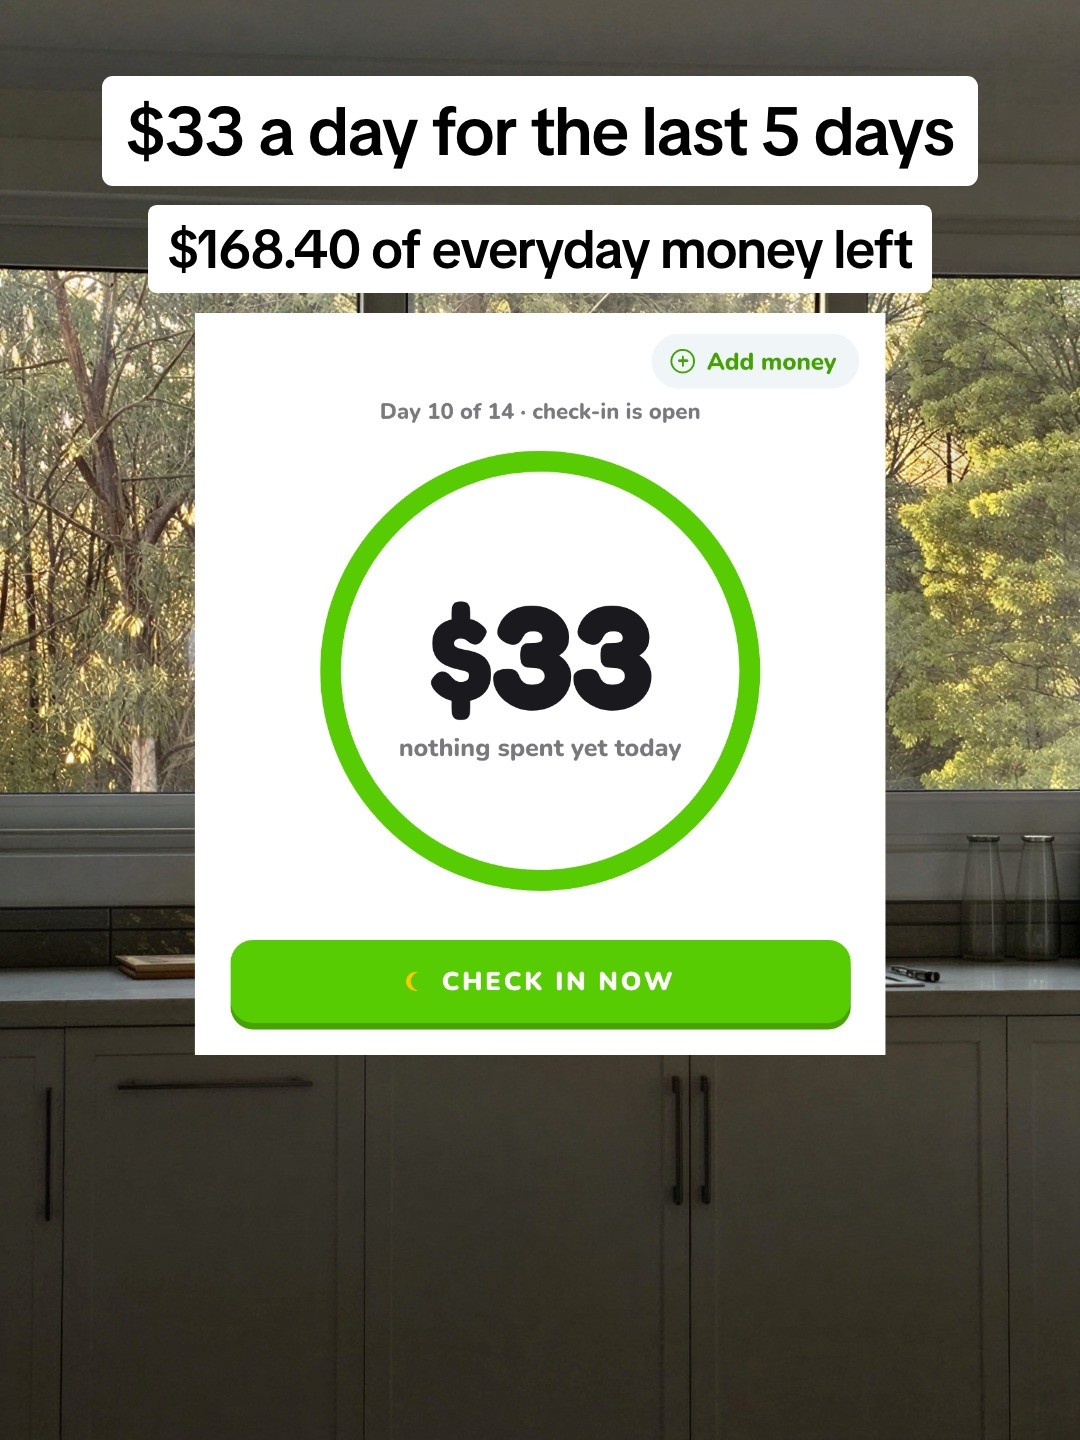 $33 a day for the last 5 days
$168.40 of everyday money left
Add money
Day 10 of 14 · check-in is open
$33
nothing spent yet today
CHECK IN NOW